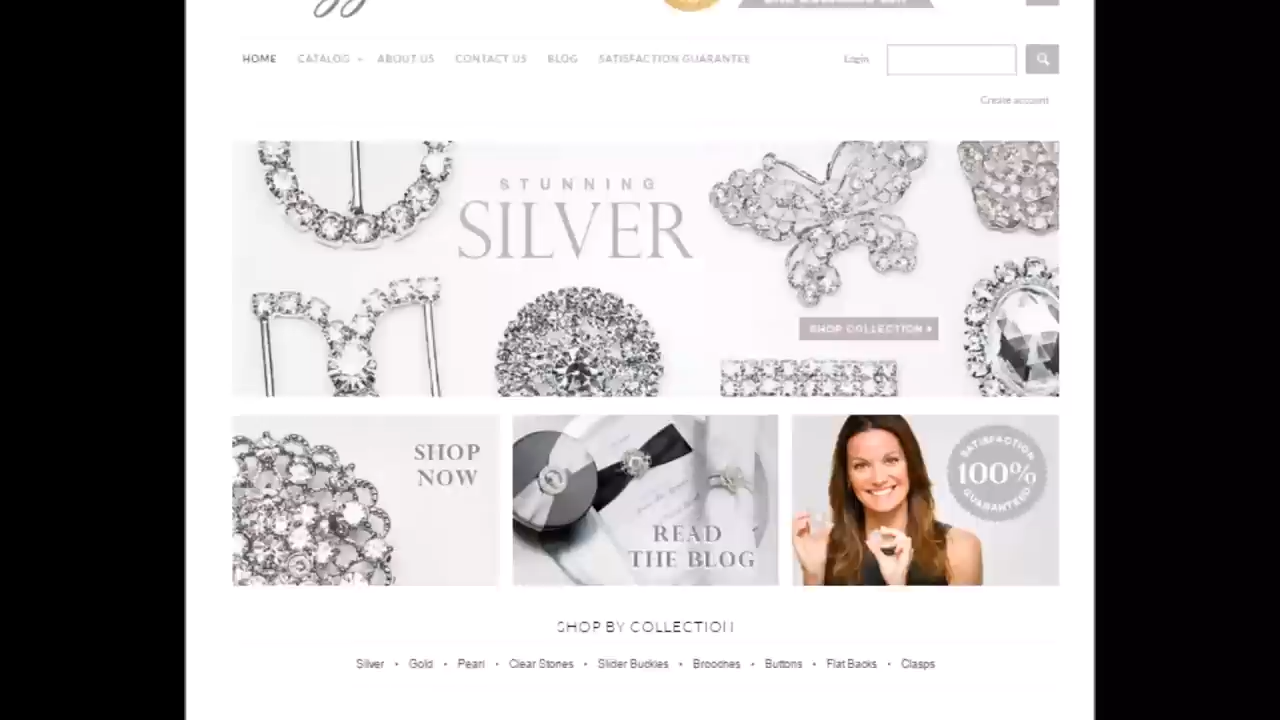 HOME CATALOG ABOUT US CONTACT US BLOG SATISFACTION GUARANTEE Login
Create account
STUNNING
SILVER
SHOP COLLECTION
SHOP
NOW
READ
THE BLOG
SATISFACTION
100%
GUARANTEED
SHOP BY COLLECTION
Silver • Gold • Pearl • Clear Stones • Slider Buckles • Brooches • Buttons • Flat Backs • Clasps